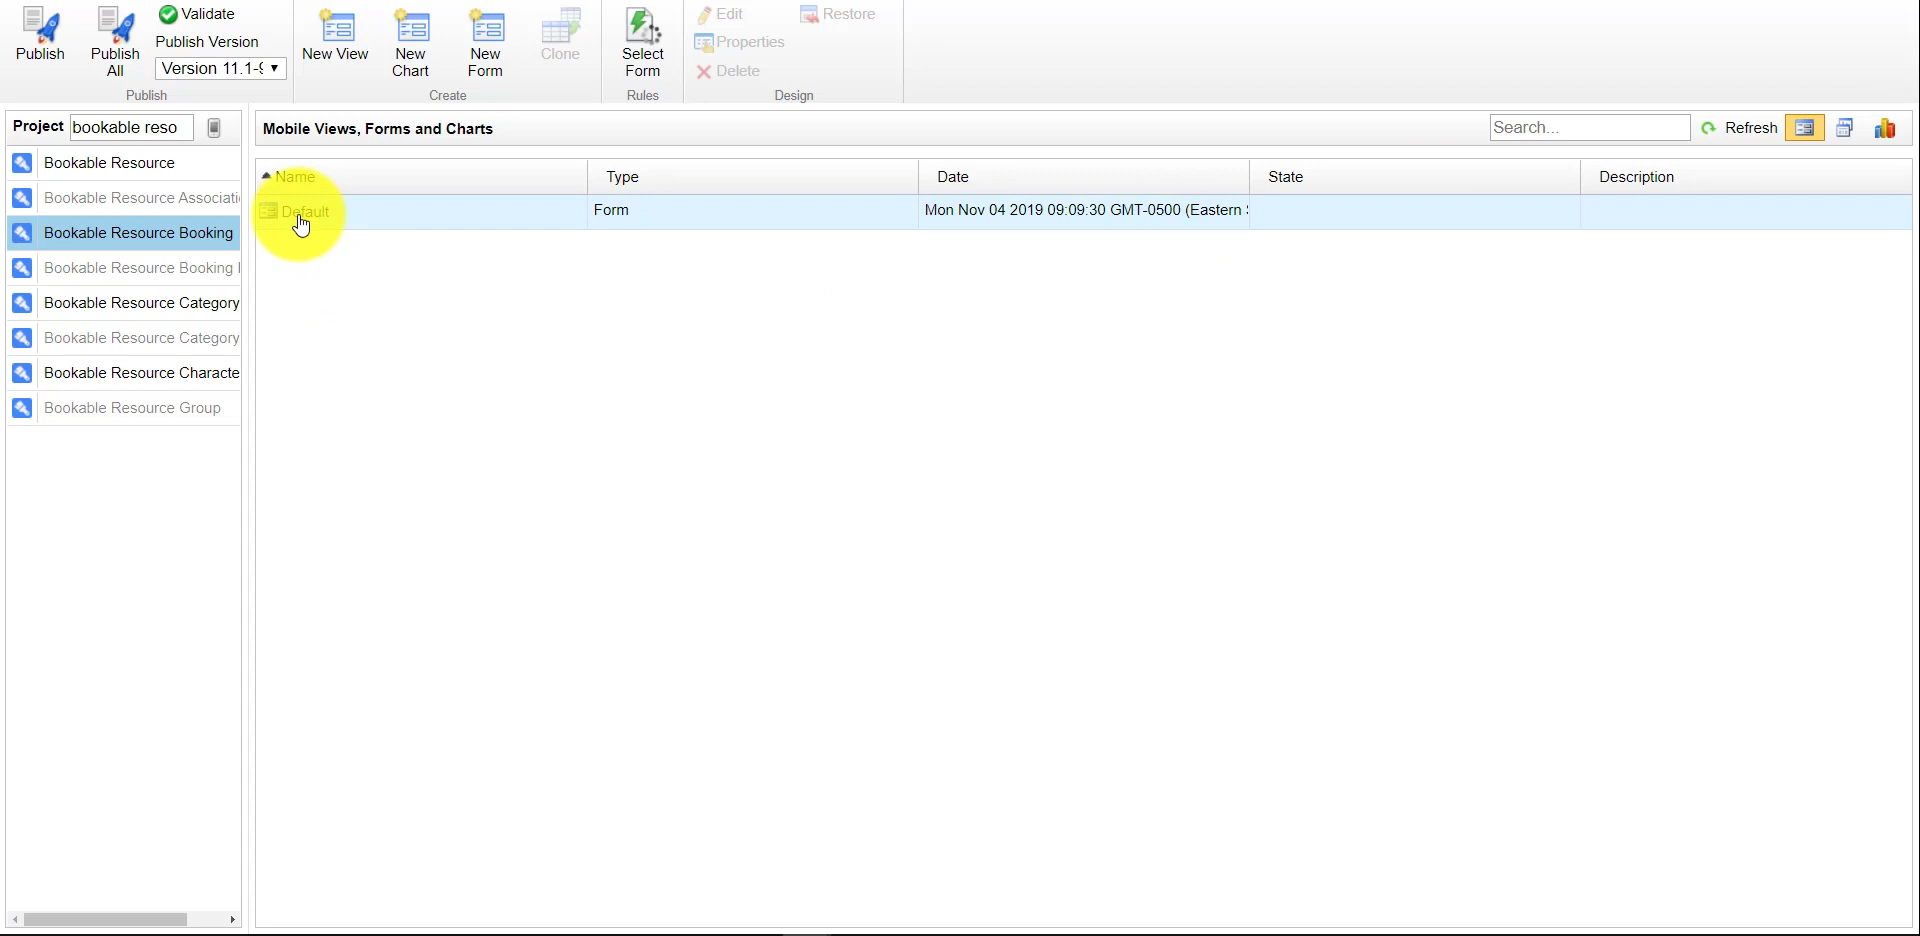 Publish
Publish All
Validate
Publish Version
Version 11.1-9
Publish
New View
New Chart
New Form
Clone
Create
Select Form
Rules
Edit
Restore
Properties
Delete
Design
Project bookable reso
Bookable Resource
Bookable Resource Associati
Bookable Resource Booking
Bookable Resource Booking
Bookable Resource Category
Bookable Resource Category
Bookable Resource Characte
Bookable Resource Group
Mobile Views, Forms and Charts
Search...
Refresh
Name Type Date State Description
Default Form Mon Nov 04 2019 09:09:30 GMT-0500 (Eastern